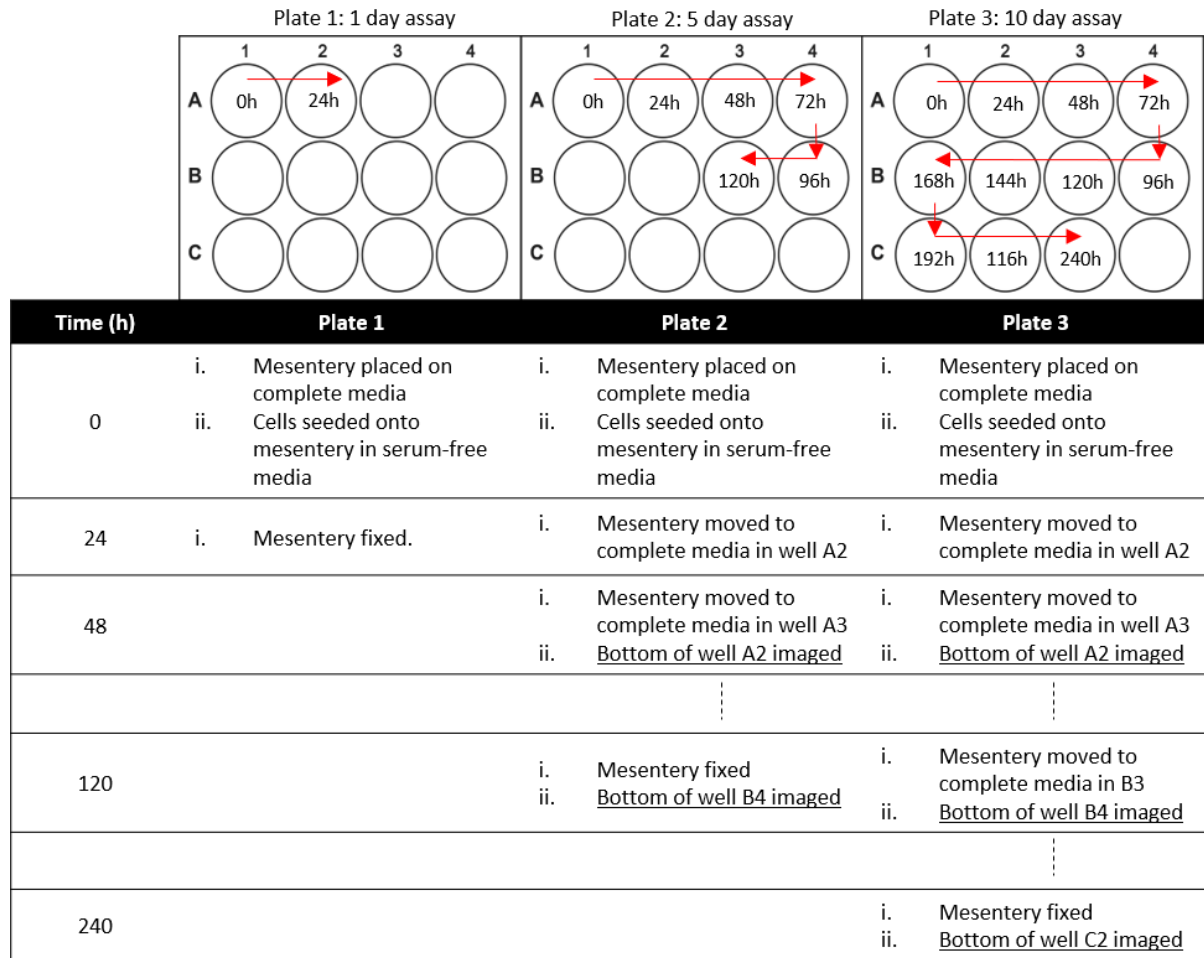 Plate 1: 1 day assay Plate 2: 5 day assay Plate 3: 10 day assay
1 2 3 4 1 2 3 4 1 2 3 4
A 0h 24h A 0h 24h 48h 72h A 0h 24h 48h 72h
B B 120h 96h B 168h 144h 120h 96h
C C C 192h 116h 240h
Time (h) Plate 1 Plate 2 Plate 3
0
i. Mesentery placed on
complete media
ii. Cells seeded onto
mesentery in serum-free
media
i. Mesentery placed on
complete media
ii. Cells seeded onto
mesentery in serum-free
media
i. Mesentery placed on
complete media
ii. Cells seeded onto
mesentery in serum-free
media
24
i. Mesentery fixed.
i. Mesentery moved to
complete media in well A2
i. Mesentery moved to
complete media in well A2
48
i. Mesentery moved to
complete media in well A3
ii. Bottom of well A2 imaged
i. Mesentery moved to
complete media in well A3
ii. Bottom of well A2 imaged
120
i. Mesentery fixed
ii. Bottom of well B4 imaged
i. Mesentery moved to
complete media in B3
ii. Bottom of well B4 imaged
240
i. Mesentery fixed
ii. Bottom of well C2 imaged